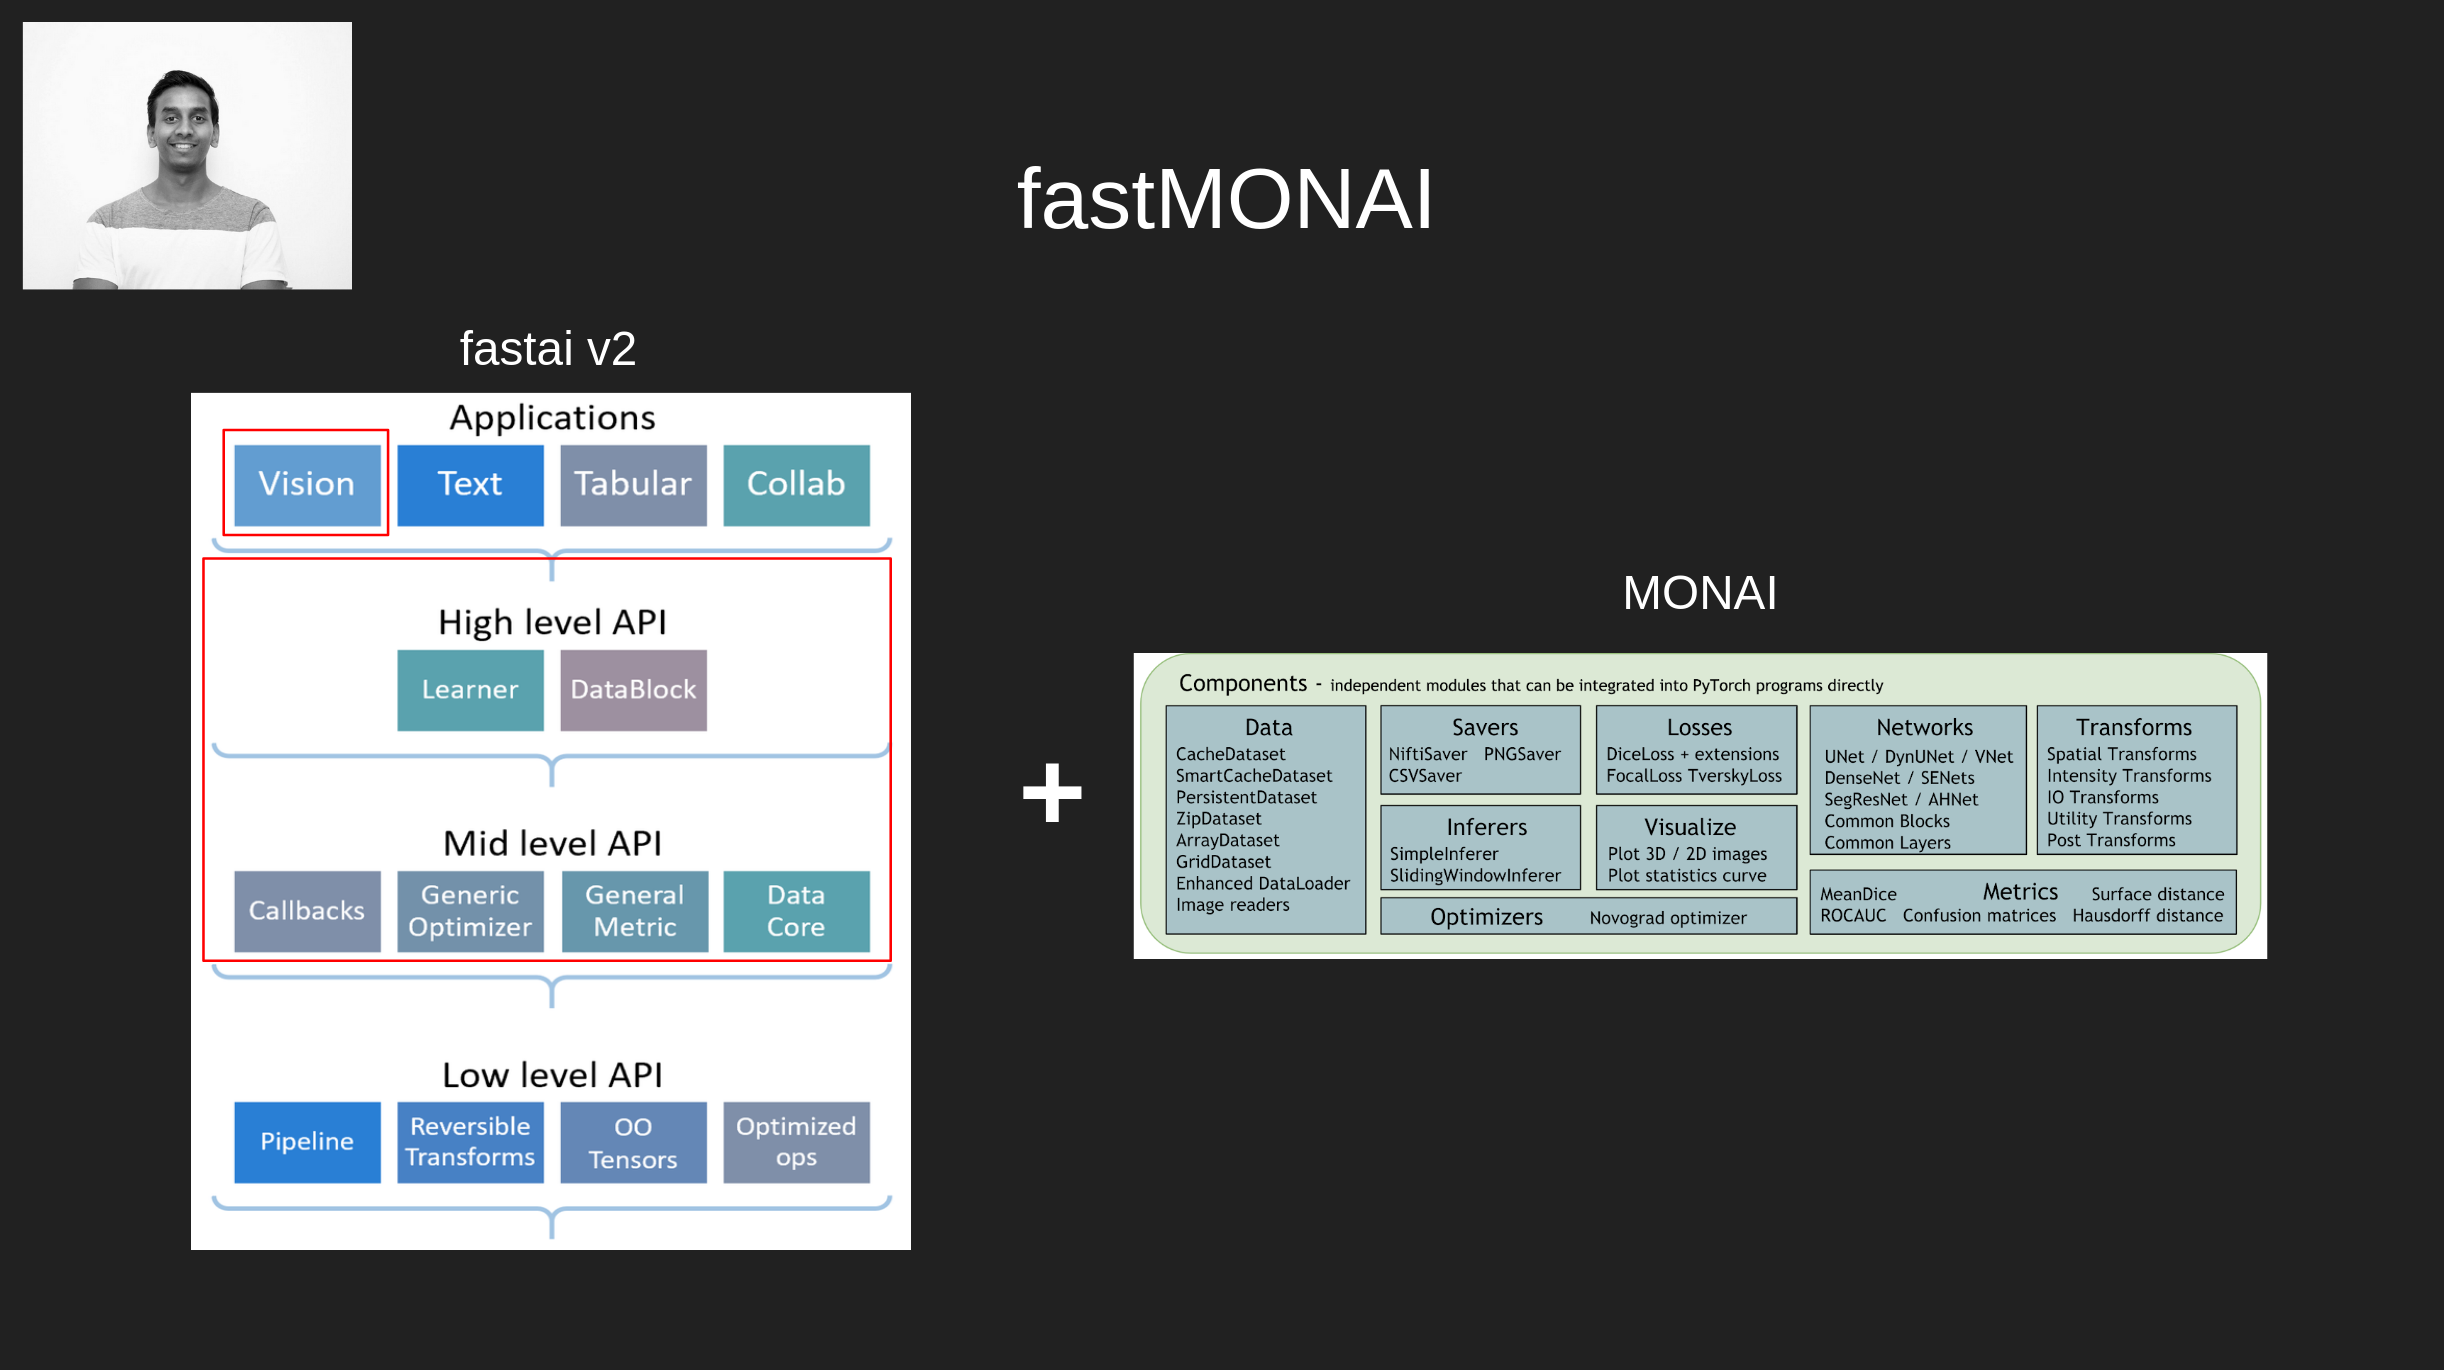 fastMONAI
fastai v2
Applications
Vision Text Tabular Collab
High level API
Learner DataBlock
Mid level API
Callbacks
Generic
Optimizer
General
Metric
Data
Core
Low level API
Pipeline
Reversible
Transforms
OO
Tensors
Optimized
ops
+
MONAI
Components - independent modules that can be integrated into PyTorch programs directly
Data
CacheDataset
SmartCacheDataset
PersistentDataset
ZipDataset
ArrayDataset
GridDataset
Enhanced DataLoader
Image readers
Savers
NiftiSaver PNGSaver
CSVSaver
Losses
DiceLoss + extensions
FocalLoss TverskyLoss
Inferers
SimpleInferer
SlidingWindowInferer
Visualize
Plot 3D / 2D images
Plot statistics curve
Optimizers Novograd optimizer
Networks
UNet / DynUNet / VNet
DenseNet / SENets
SegResNet / AHNet
Common Blocks
Common Layers
Transforms
Spatial Transforms
Intensity Transforms
IO Transforms
Utility Transforms
Post Transforms
MeanDice Metrics Surface distance
ROCAUC Confusion matrices Hausdorff distance